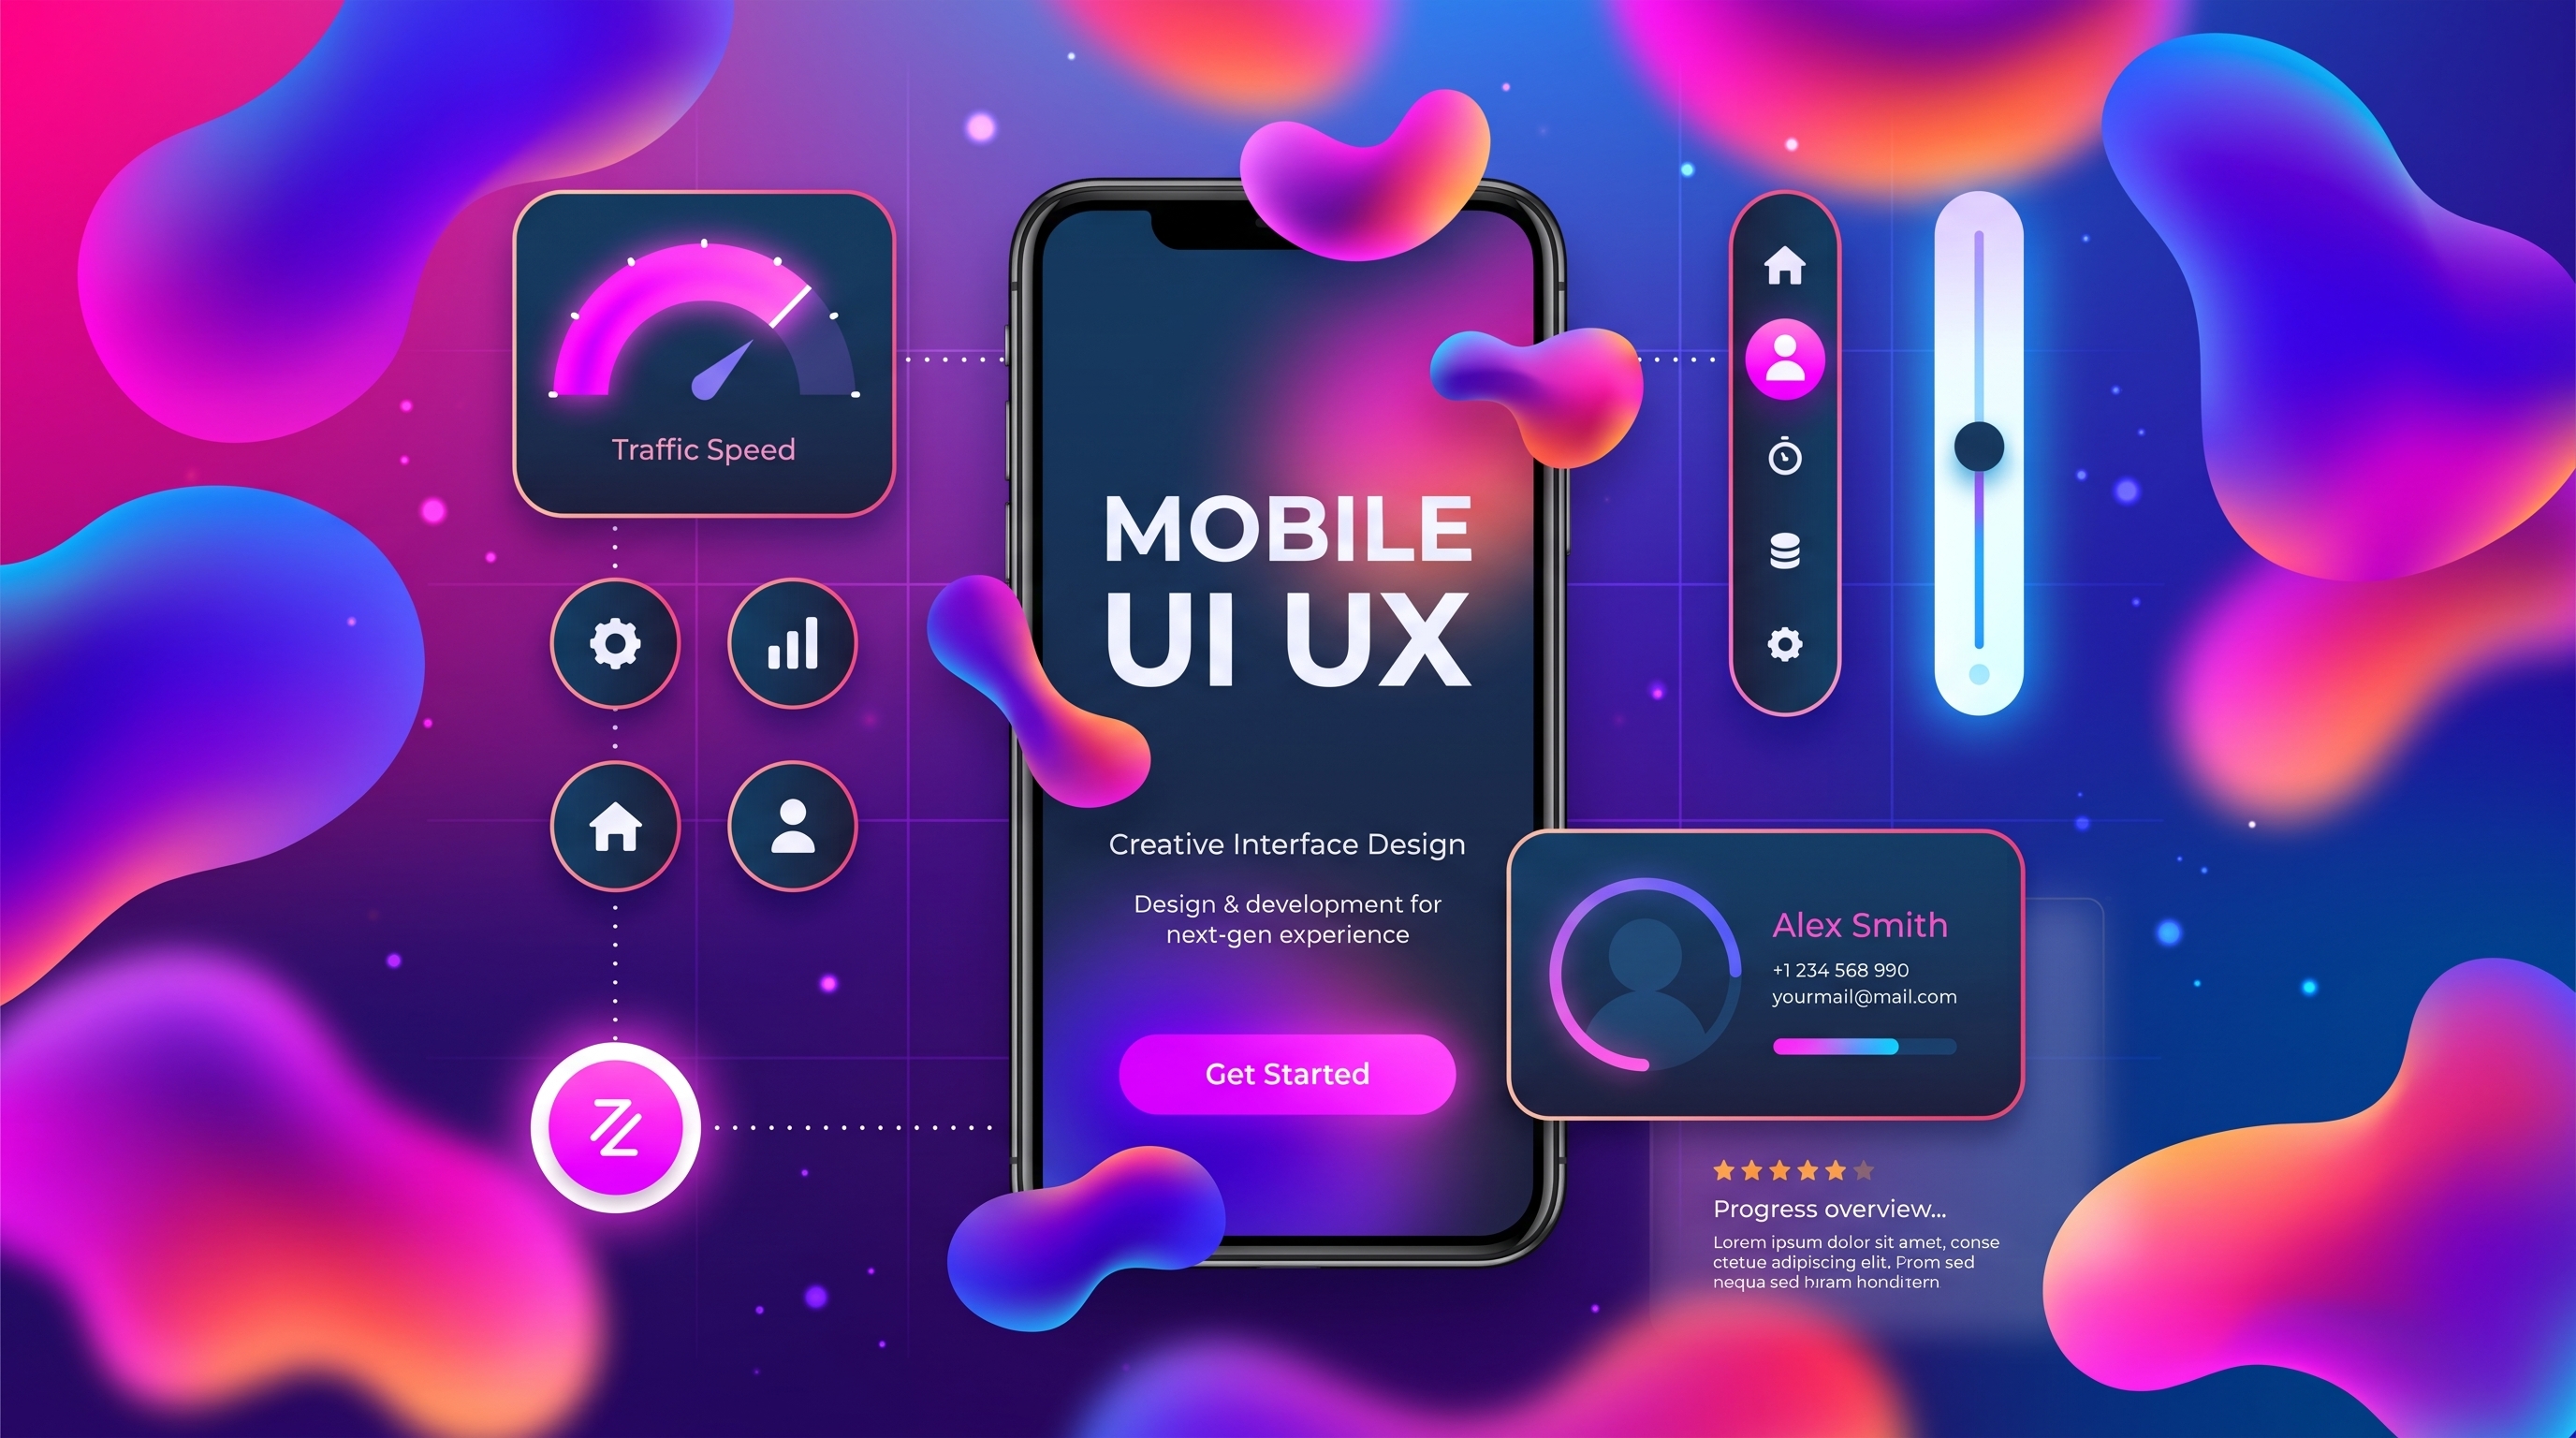 Traffic Speed
MOBILE
UI UX
Creative Interface Design
Design & development for
next-gen experience
Get Started
Alex Smith
+1 234 568 990
yourmail@mail.com
Progress overview...
Lorem ipsum dolor sit amet, conse
ctetue adipiscing elit. Prom sed
nequa sed hiram honditern